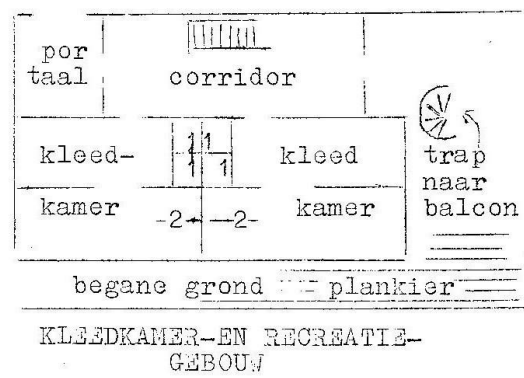 por
taal
corridor
kleed-
1 1
1 1
kleed
trap
naar
balcon
kamer
-2-
-2-
kamer
begane grond
plankier
KLEEDKAMER-EN RECREATIE-
GEBOUW